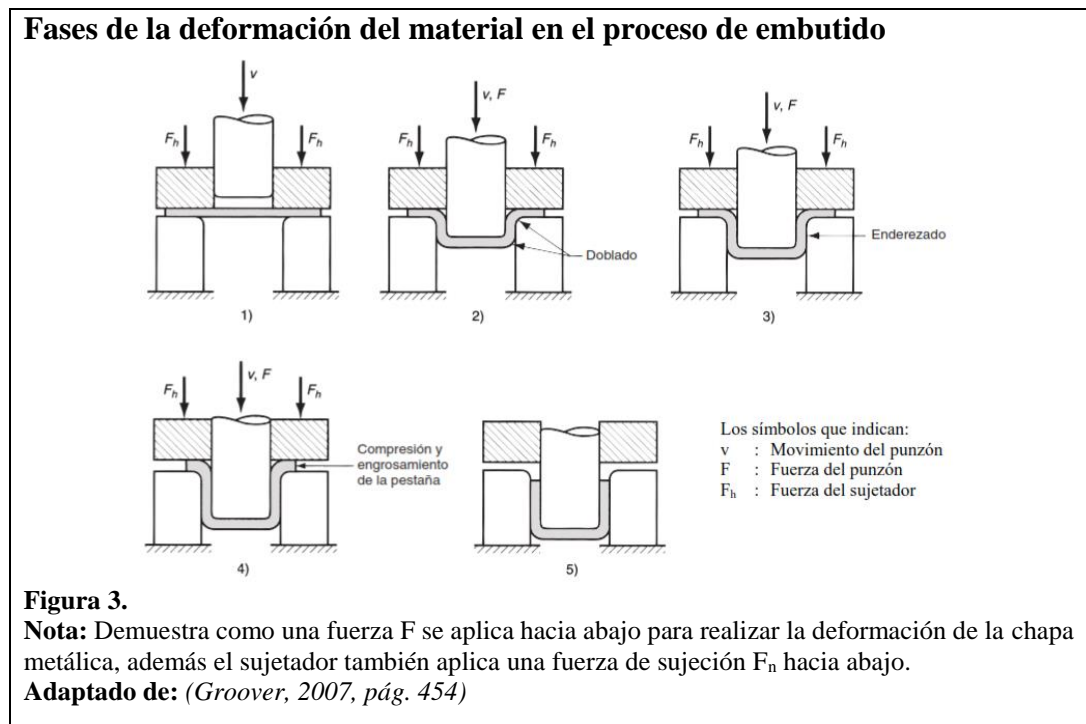 Fases de la deformación del material en el proceso de embutido
v
F_h F_h
1)
v, F
F_h F_h
Doblado
2)
v, F
F_h F_h
Enderezado
3)
v, F
F_h F_h
Compresión y
engrosamiento
de la pestaña
4)
5)
Los símbolos que indican:
v : Movimiento del punzón
F : Fuerza del punzón
F_h : Fuerza del sujetador
Figura 3.
Nota: Demuestra como una fuerza F se aplica hacia abajo para realizar la deformación de la chapa
metálica, además el sujetador también aplica una fuerza de sujeción F_n hacia abajo.
Adaptado de: (Groover, 2007, pág. 454)